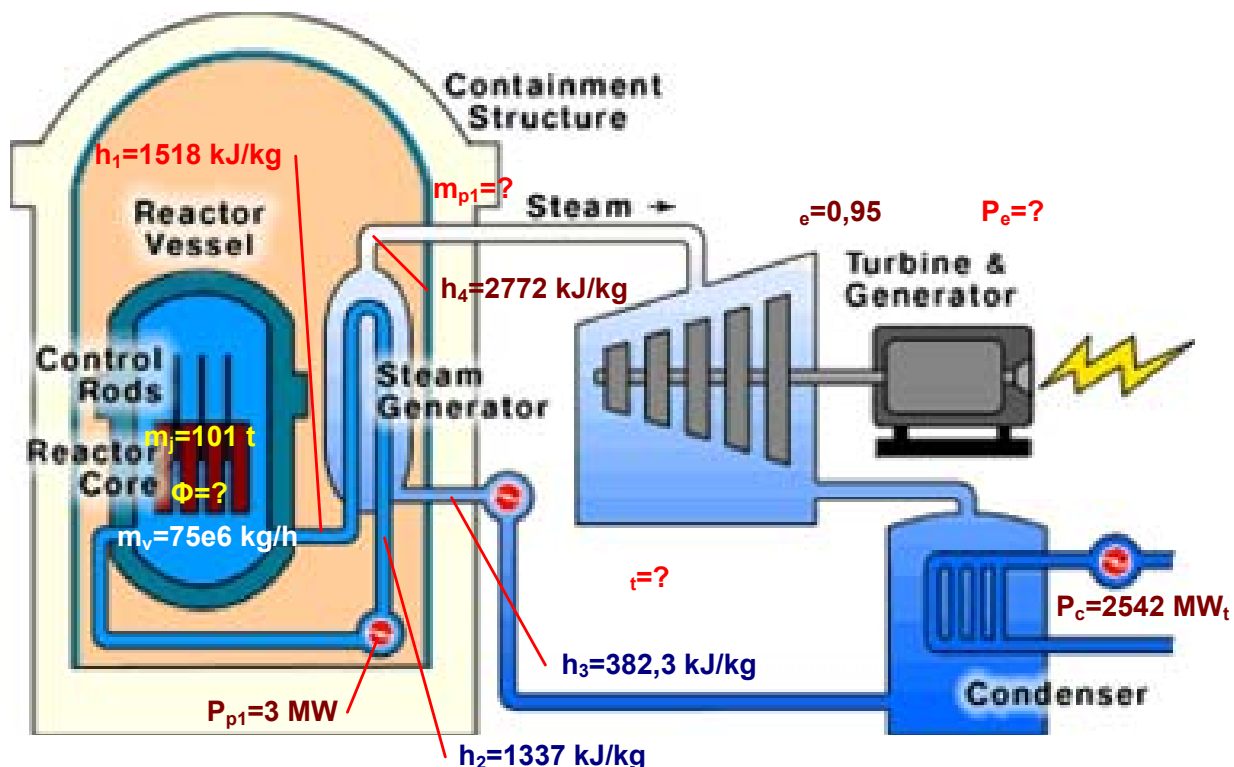 Containment
Structure
h₁=1518 kJ/kg
mₚ₁=?
Steam →
ₑ=0,95
Pₑ=?
Reactor
Vessel
h₄=2772 kJ/kg
Turbine &
Generator
Control
Rods
Steam
Generator
mⱼ=101 t
Reactor
Core
Φ=?
mᵥ=75e6 kg/h
ₜ=?
P_c=2542 MWₜ
h₃=382,3 kJ/kg
Condenser
Pₚ₁=3 MW
h₂=1337 kJ/kg